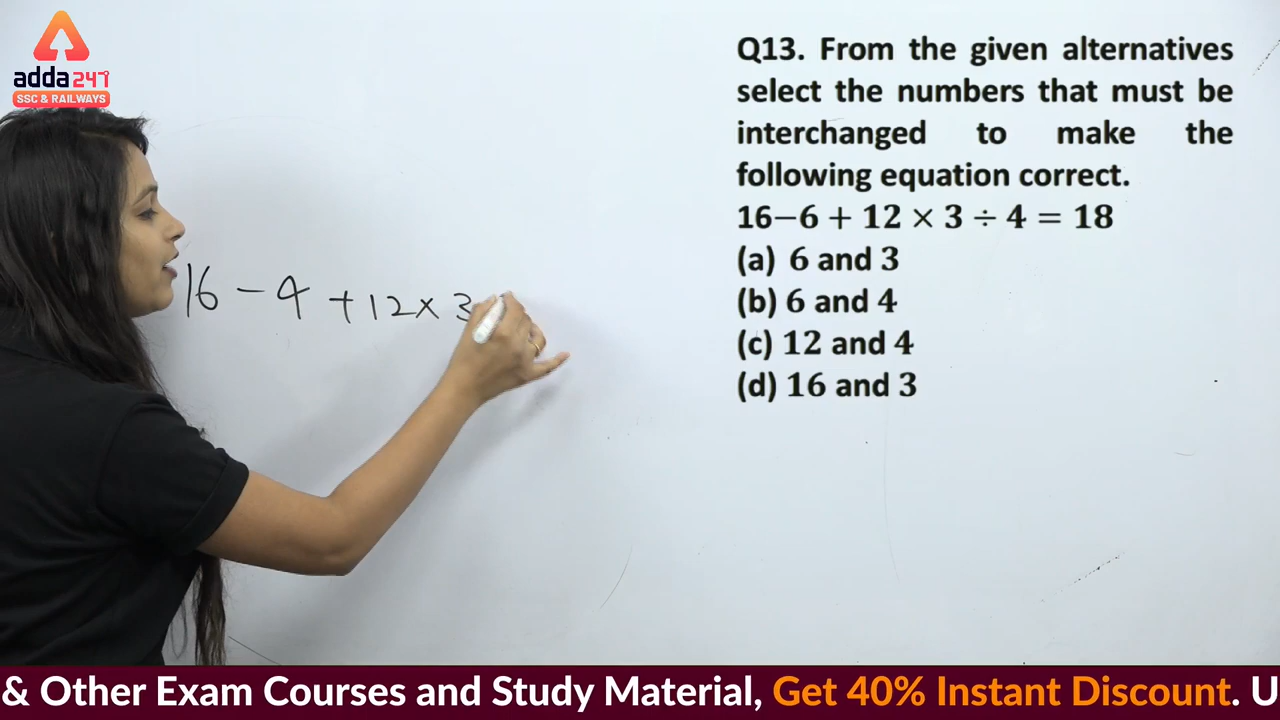 adda247
SSC & RAILWAYS
Q13. From the given alternatives
select the numbers that must be
interchanged to make the
following equation correct.
16−6 + 12 × 3 ÷ 4 = 18
(a) 6 and 3
(b) 6 and 4
(c) 12 and 4
(d) 16 and 3
16 - 4 + 12 x 3
& Other Exam Courses and Study Material, Get 40% Instant Discount. U